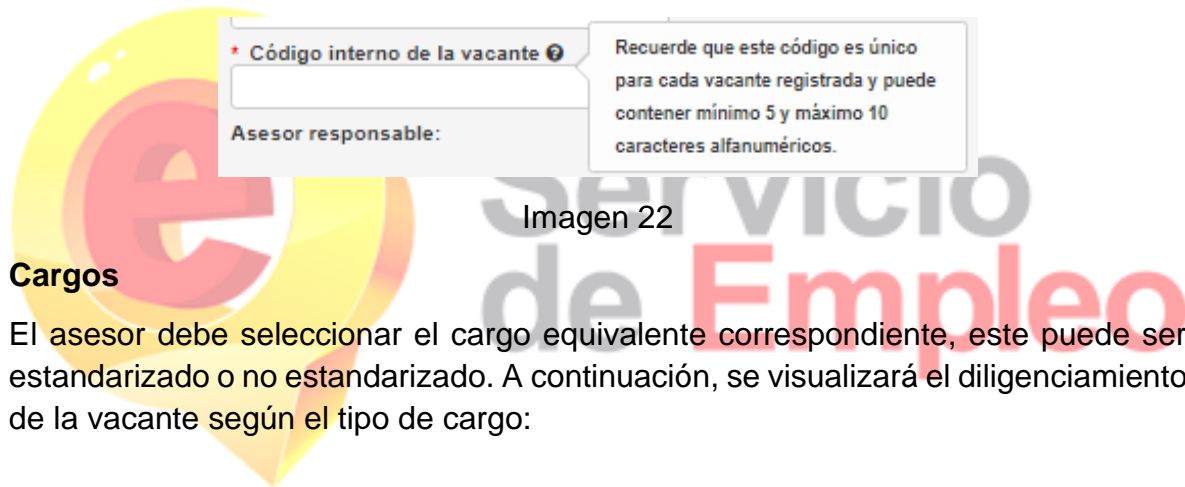 * Código interno de la vacante ?
Recuerde que este código es único
para cada vacante registrada y puede
contener mínimo 5 y máximo 10
caracteres alfanuméricos.
Asesor responsable:
Imagen 22
e
Servicio
de Empleo
Cargos
El asesor debe seleccionar el cargo equivalente correspondiente, este puede ser
estandarizado o no estandarizado. A continuación, se visualizará el diligenciamiento
de la vacante según el tipo de cargo: